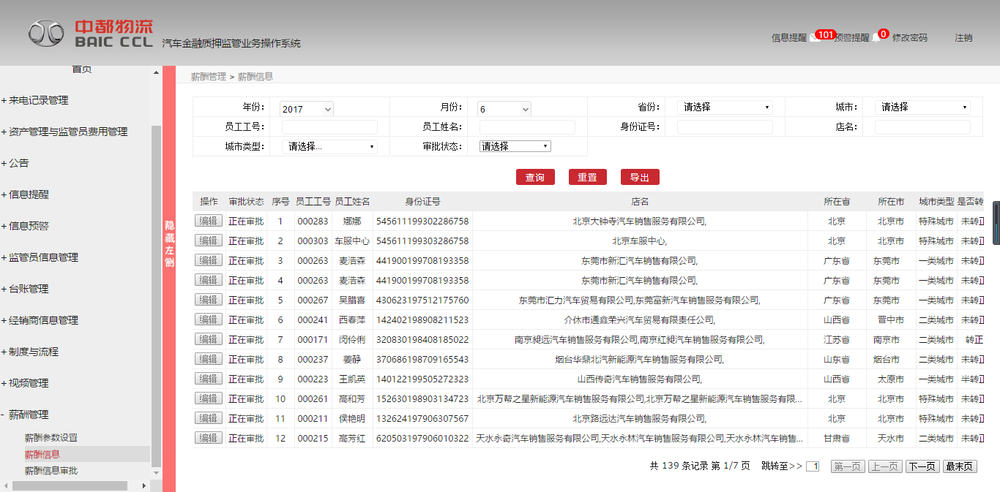 中都物流
BAIC CCL 汽车金融质押监管业务操作系统
信息提醒 101 预警提醒 0 修改密码 注销
首页
+ 来电记录管理
+ 资产管理与监管员费用管理
+ 公告
+ 信息提醒
+ 信息预警
+ 监管员信息管理
+ 台账管理
+ 经销商信息管理
+ 制度与流程
+ 视频管理
- 薪酬管理
薪酬参数设置
薪酬信息
薪酬信息审批
隐藏左侧
薪酬管理 > 薪酬信息
年份: 2017 月份: 6 省份: 请选择 城市: 请选择
员工工号: 员工姓名: 身份证号: 店名:
城市类型: 请选择... 审批状态: 请选择
查询 重置 导出
操作 审批状态 序号 员工工号 员工姓名 身份证号 店名 所在省 所在市 城市类型 是否转
编辑 正在审批 1 000283 娜娜 545611199302286758 北京大钟寺汽车销售服务有限公司, 北京 北京市 特殊城市 未转正
编辑 正在审批 2 000303 车服中心 545611199303286758 北京车服中心, 北京 北京市 特殊城市 未转正
编辑 正在审批 3 000263 麦浩森 441900199708193358 东莞市新汇汽车销售有限公司, 广东省 东莞市 一类城市 未转正
编辑 正在审批 4 000263 麦浩森 441900199708193358 东莞市新汇汽车销售有限公司, 广东省 东莞市 一类城市 未转正
编辑 正在审批 5 000267 吴腊喜 430623197512175760 东莞市汇力汽车贸易有限公司,东莞富新汽车销售服务有限公司, 广东省 东莞市 一类城市 未转正
编辑 正在审批 6 000241 西春萍 142402198908211523 介休市通鑫荣兴汽车贸易有限责任公司, 山西省 晋中市 二类城市 未转正
编辑 正在审批 7 000171 闵伶俐 320830198408185022 南京昶远汽车销售服务有限公司,南京红昶汽车销售服务有限公司, 江苏省 南京市 二类城市 转正
编辑 正在审批 8 000237 姜静 370686198709165543 烟台华鼎北汽新能源汽车销售服务有限公司, 山东省 烟台市 二类城市 未转正
编辑 正在审批 9 000223 王凯英 140122199505272323 山西传奇汽车销售服务有限公司, 山西省 太原市 一类城市 半转正
编辑 正在审批 10 000261 高和芳 152630198903134723 北京万帮之星新能源汽车销售服务有限公司,北京万帮之星新能源汽车销售服务有限... 北京 北京市 特殊城市 未转正
编辑 正在审批 11 000211 侯艳明 132624197906307567 北京路远达汽车销售服务有限公司, 北京 北京市 特殊城市 未转正
编辑 正在审批 12 000215 高芳红 620503197906010322 天水永奇汽车销售服务有限公司,天水永林汽车销售服务有限公司,天水永林汽车销售... 甘肃省 天水市 二类城市 未转正
共 139 条记录 第 1/7 页 跳转至>> 1 第一页 上一页 下一页 最末页